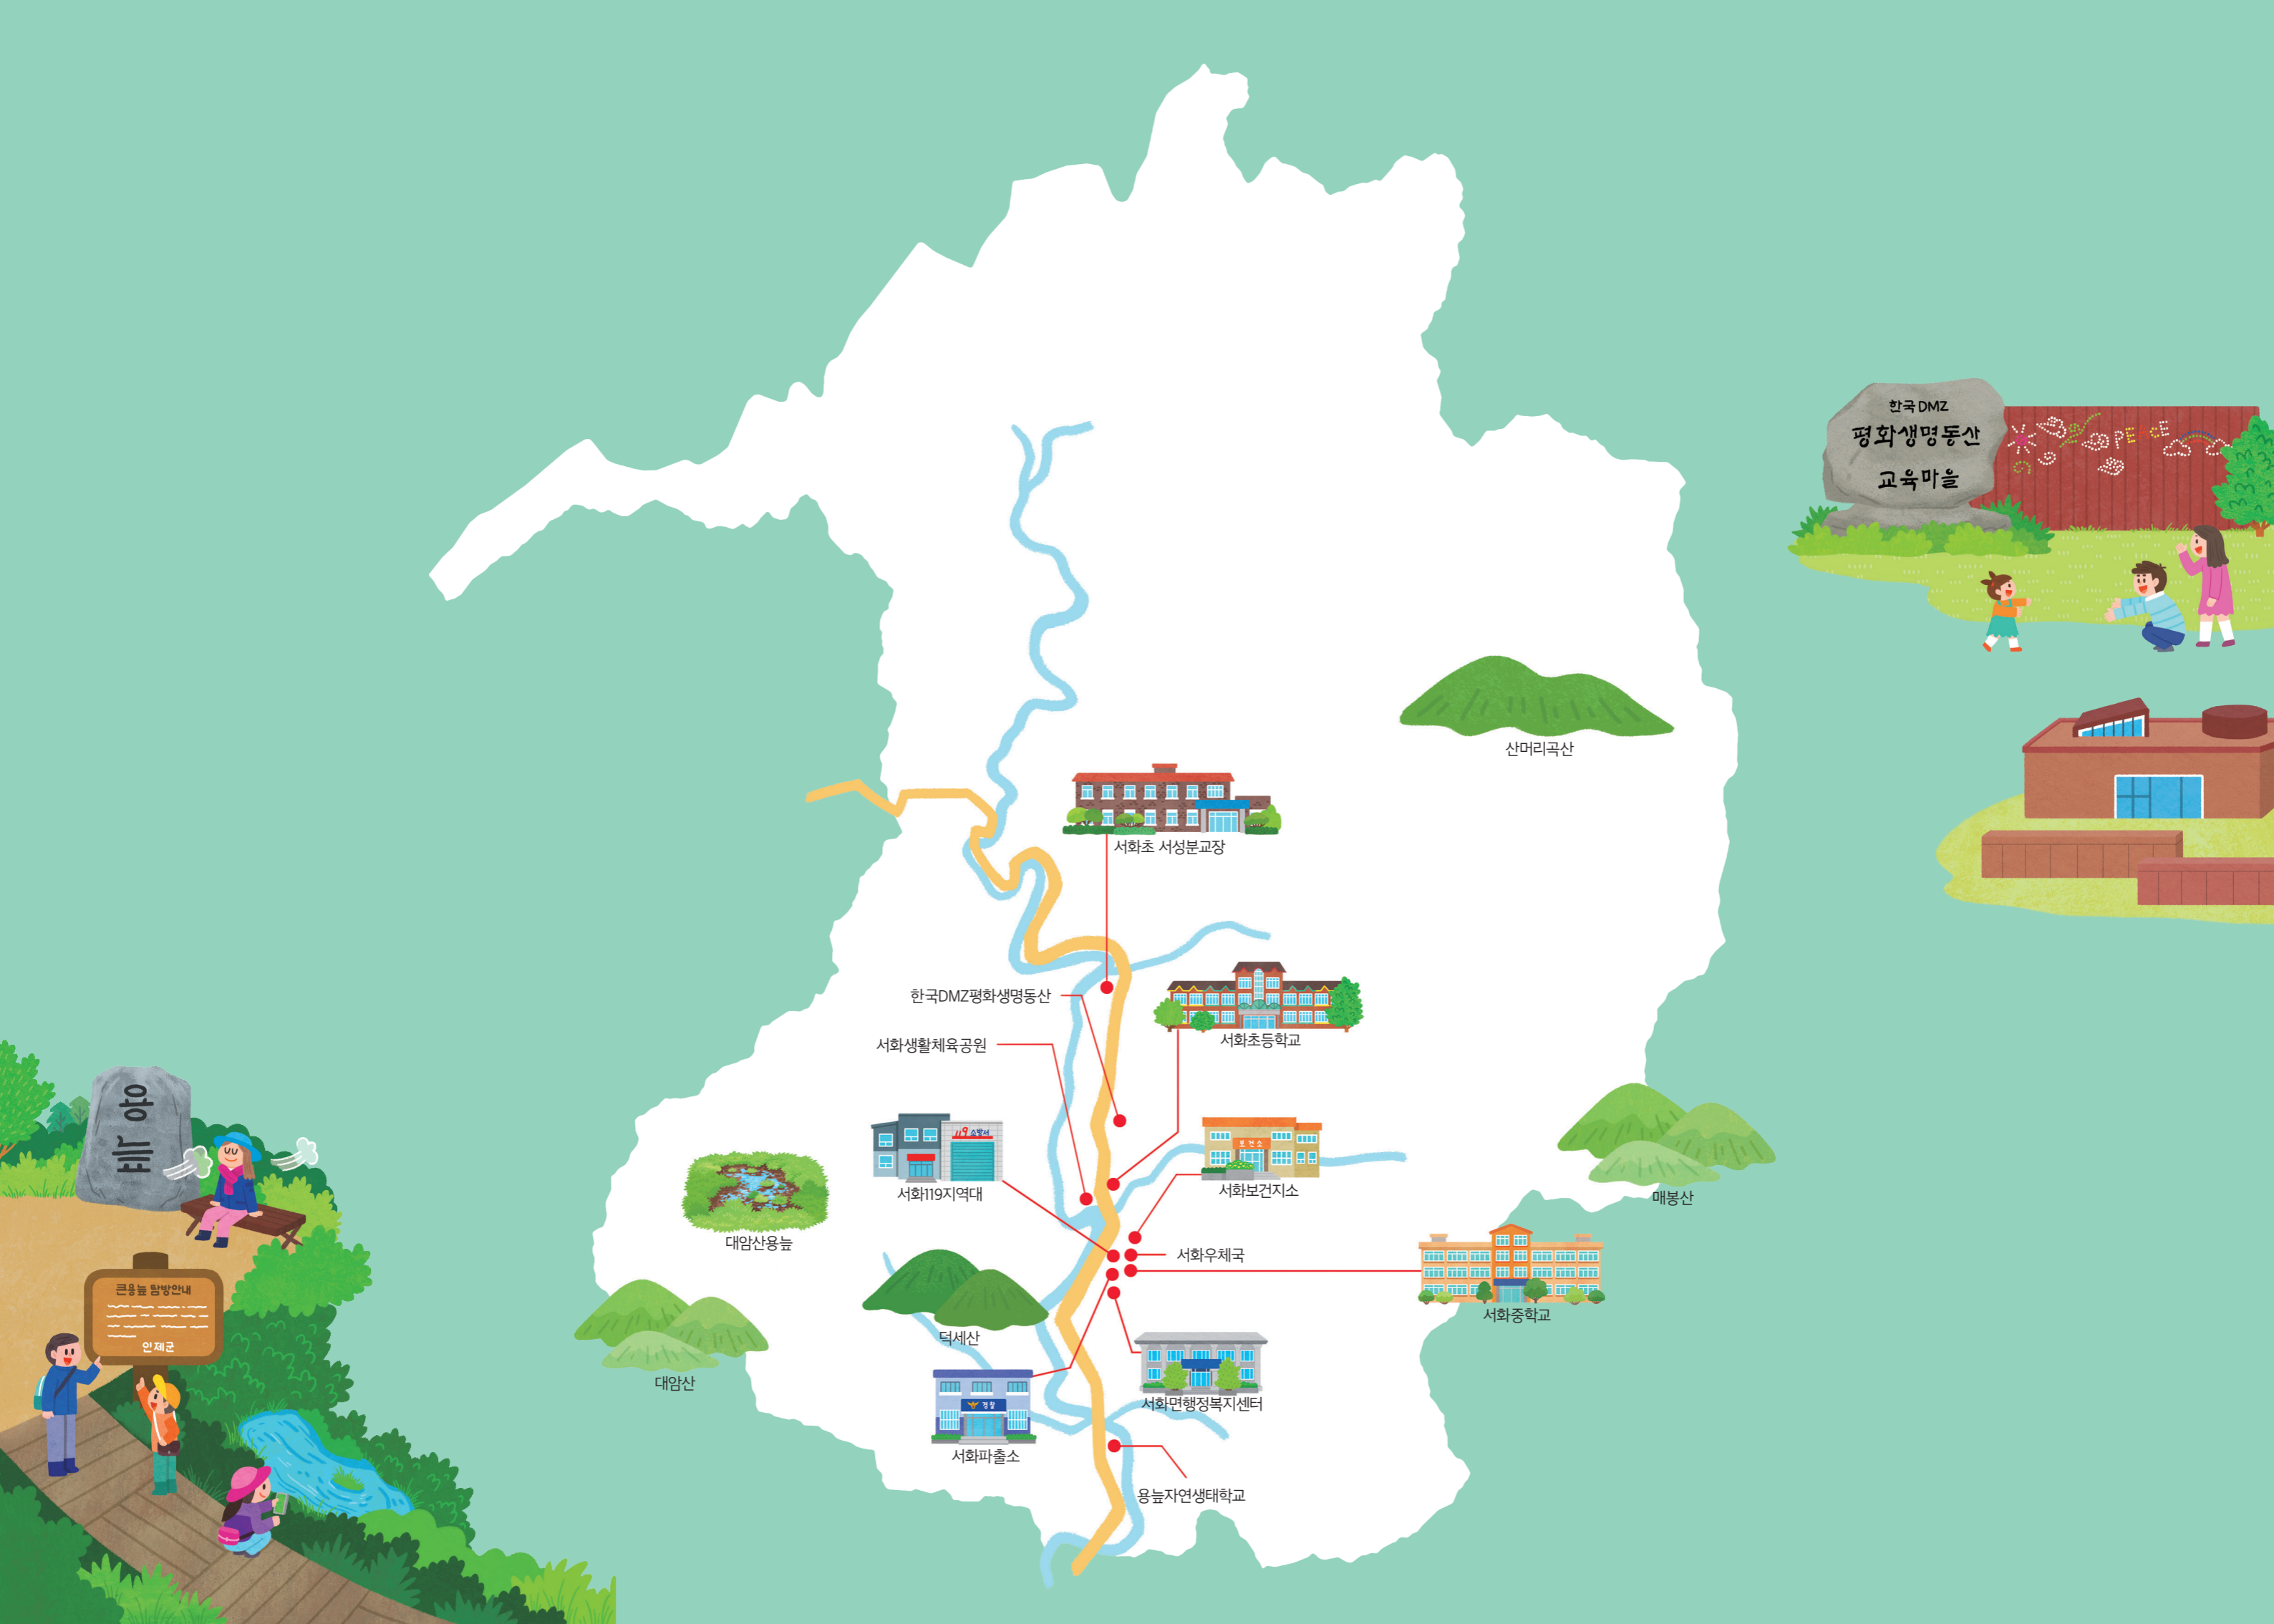 한국DMZ
평화생명동산
교육마을
PEACE
산머리곡산
서화초 서성분교장
한국DMZ평화생명동산
서화초등학교
서화생활체육공원
119 소방서
서화119지역대
보건소
서화보건지소
매봉산
대암산용늪
서화우체국
서화중학교
덕세산
대암산
서화면행정복지센터
경찰
서화파출소
용늪자연생태학교
용늪
큰용늪 탐방안내
인제군